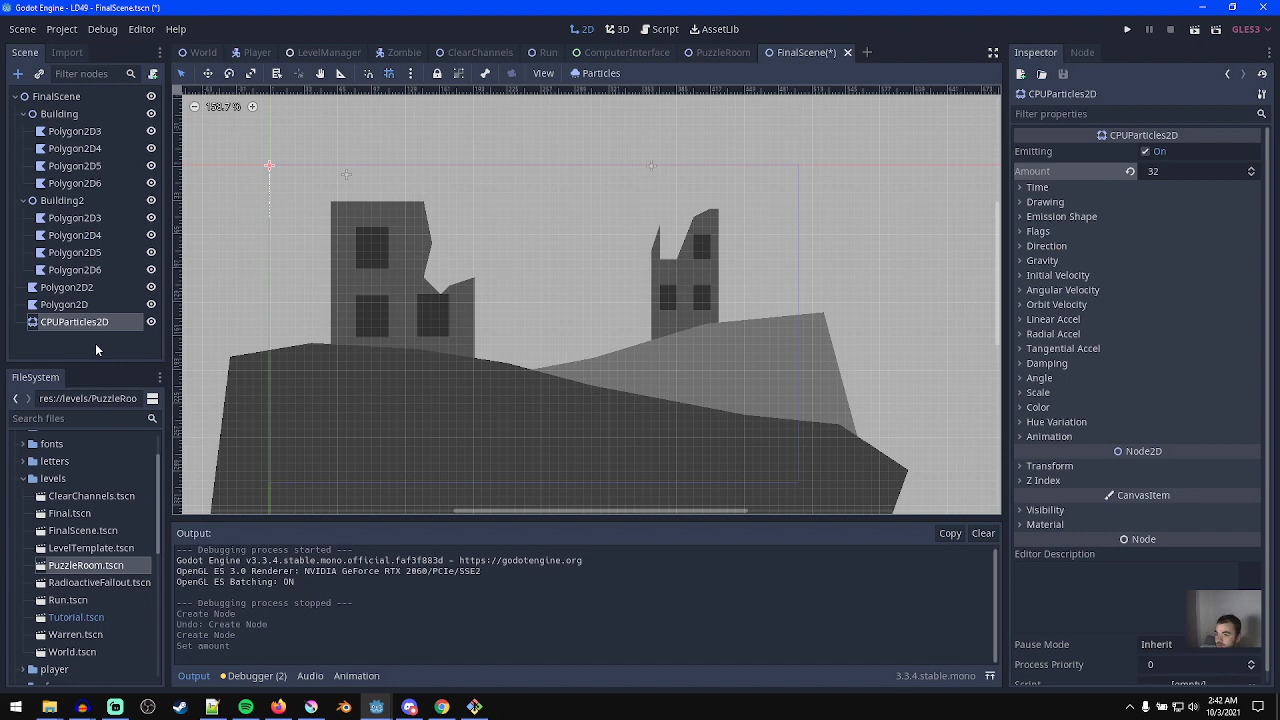 Godot Engine - LD49 - FinalScene.tscn (*)
Scene Project Debug Editor Help
2D 3D Script AssetLib
GLES3
Scene Import
World Player LevelManager Zombie ClearChannels Run ComputerInterface PuzzleRoom FinalScene(*)
Inspector Node
Filter nodes
View Particles
CPUParticles2D
FinalScene
Building
Polygon2D3
Polygon2D4
Polygon2D5
Polygon2D6
Building2
Polygon2D3
Polygon2D4
Polygon2D5
Polygon2D6
Polygon2D2
Polygon2D
CPUParticles2D
Filter properties
CPUParticles2D
Emitting On
Amount 32
Time
Drawing
Emission Shape
Flags
Direction
Gravity
Initial Velocity
Angular Velocity
Orbit Velocity
Linear Accel
Radial Accel
Tangential Accel
Damping
Angle
Scale
Color
Hue Variation
Animation
Node2D
Transform
Z Index
CanvasItem
Visibility
Material
Node
Editor Description
Pause Mode Inherit
Process Priority 0
FileSystem
res://levels/PuzzleRoo
Search files
fonts
letters
levels
ClearChannels.tscn
Final.tscn
FinalScene.tscn
LevelTemplate.tscn
PuzzleRoom.tscn
RadioactiveFallout.tscn
Run.tscn
Tutorial.tscn
Warren.tscn
World.tscn
player
Output:
Copy Clear
--- Debugging process started ---
Godot Engine v3.3.4.stable.mono.official.faf3f883d - https://godotengine.org
OpenGL ES 3.0 Renderer: NVIDIA GeForce RTX 2060/PCIe/SSE2
OpenGL ES Batching: ON
--- Debugging process stopped ---
Create Node
Undo: Create Node
Create Node
Set amount
Output Debugger (2) Audio Animation
3.3.4.stable.mono
2:42 AM
10/3/2021